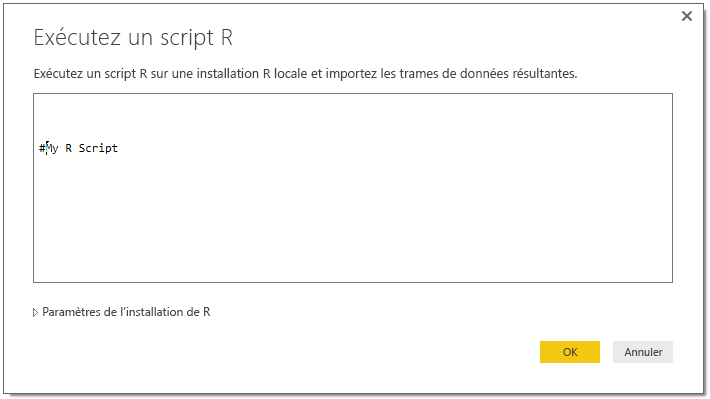 Exécutez un script R
Exécutez un script R sur une installation R locale et importez les trames de données résultantes.
#My R Script
Paramètres de l'installation de R
OK
Annuler